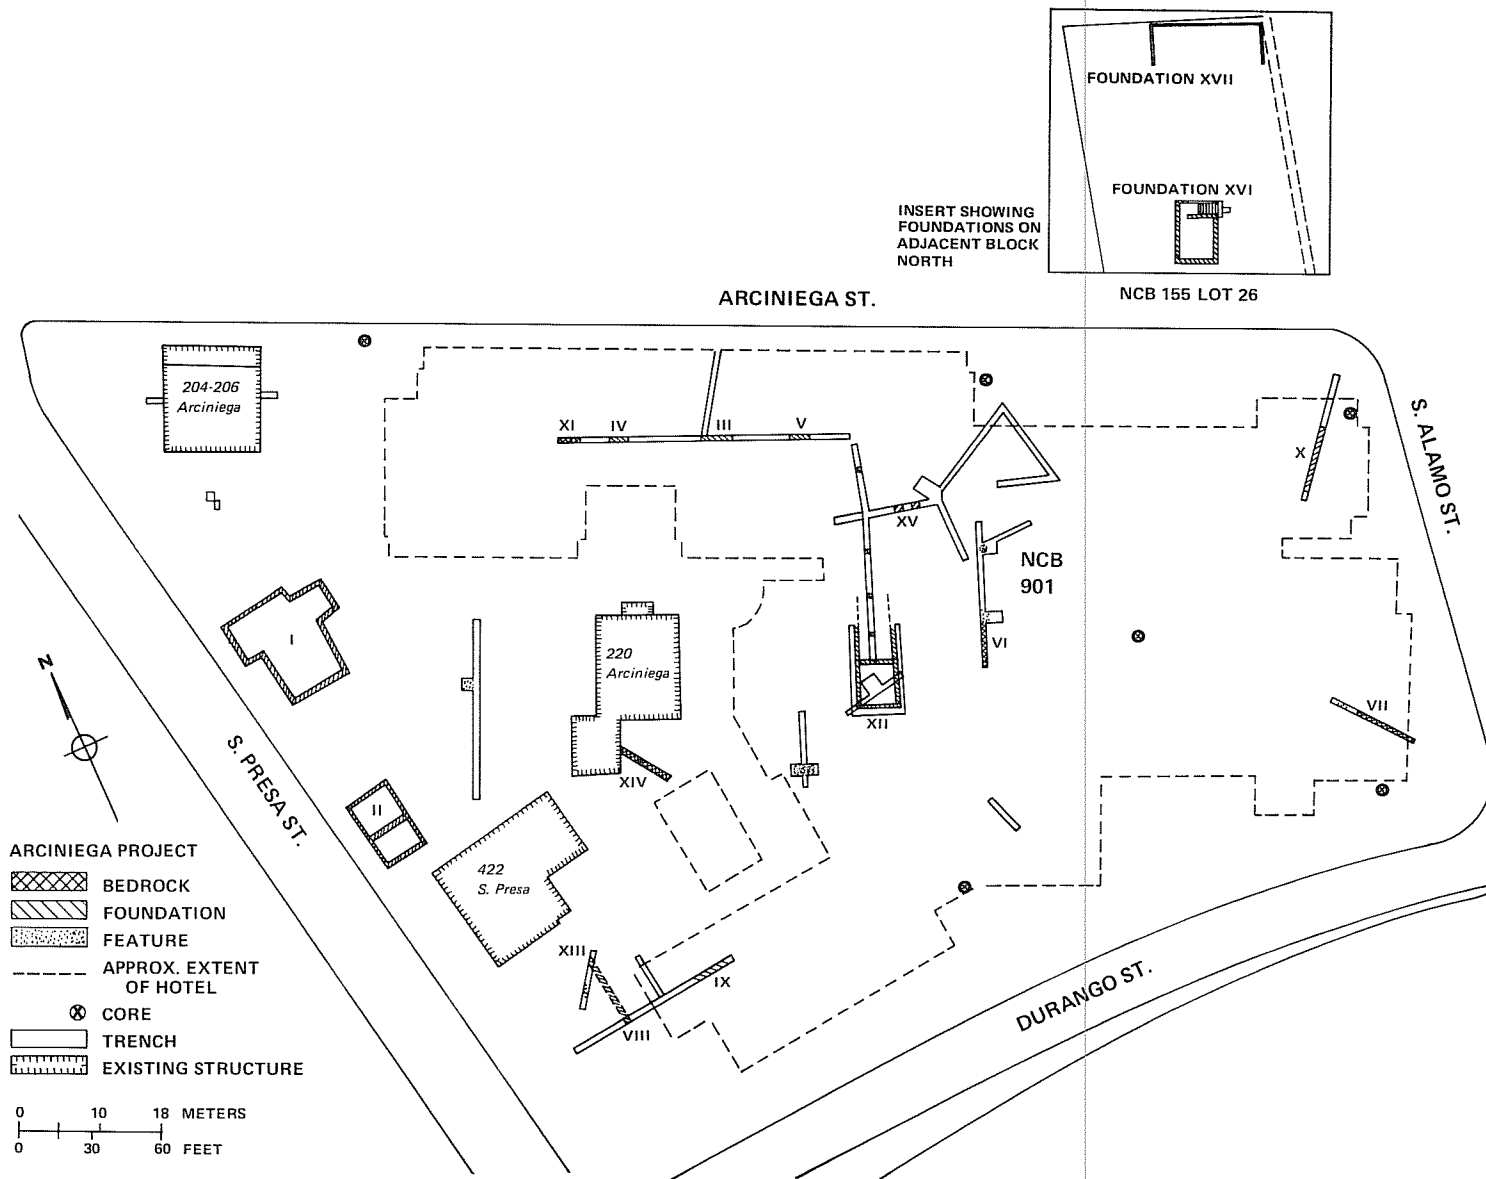 FOUNDATION XVII
FOUNDATION XVI
INSERT SHOWING
FOUNDATIONS ON
ADJACENT BLOCK
NORTH
NCB 155 LOT 26
ARCINIEGA ST.
204-206
Arciniega
XI
IV
III
V
X
S. ALAMO ST.
XV
NCB
901
I
VI
220
Arciniega
N
XII
VII
XIV
S. PRESA ST.
II
422
S. Presa
XIII
IX
VIII
DURANGO ST.
ARCINIEGA PROJECT
BEDROCK
FOUNDATION
FEATURE
APPROX. EXTENT
OF HOTEL
CORE
TRENCH
EXISTING STRUCTURE
0 10 18 METERS
0 30 60 FEET